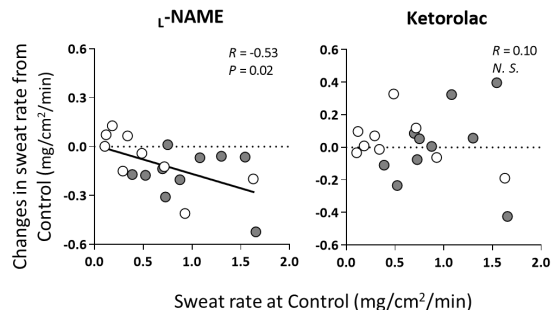 L-NAME
Ketorolac
Changes in sweat rate from
Control (mg/cm2/min)
0.6
0.3
0.0
-0.3
-0.6
R = -0.53
P = 0.02
0.0
0.5
1.0
1.5
2.0
0.6
0.4
0.2
0.0
-0.2
-0.4
-0.6
R = 0.10
N. S.
0.0
0.5
1.0
1.5
2.0
Sweat rate at Control (mg/cm2/min)